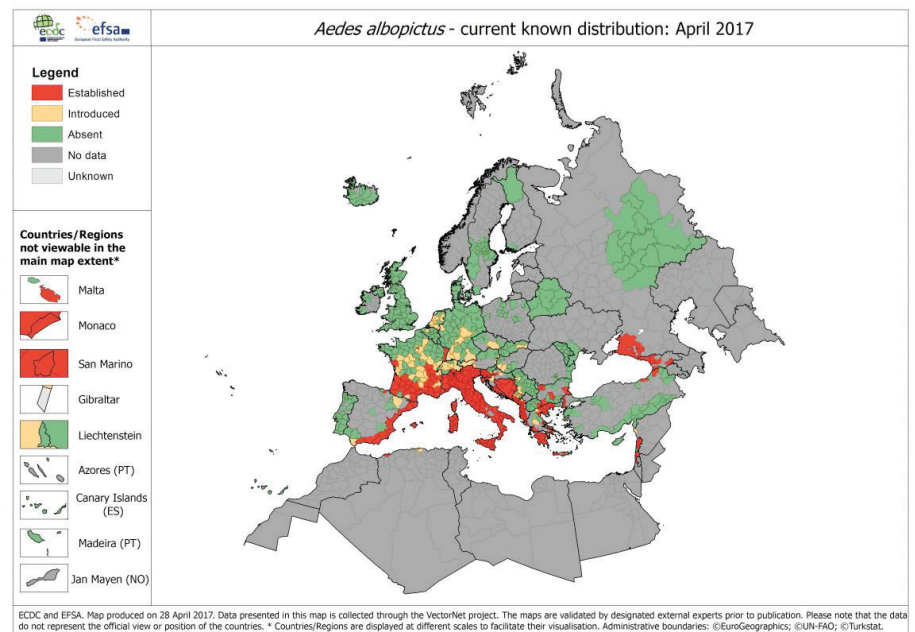 ecdc
efsa
European Food Safety Authority
Aedes albopictus - current known distribution: April 2017
Legend
Established
Introduced
Absent
No data
Unknown
Countries/Regions
not viewable in the
main map extent*
Malta
Monaco
San Marino
Gibraltar
Liechtenstein
Azores (PT)
Canary Islands
(ES)
Madeira (PT)
Jan Mayen (NO)
ECDC and EFSA. Map produced on 28 April 2017. Data presented in this map is collected through the VectorNet project. The maps are validated by designated external experts prior to publication. Please note that the data
do not represent the official view or position of the countries. * Countries/Regions are displayed at different scales to facilitate their visualisation. Administrative boundaries: ©EuroGeographics; ©UN-FAO; ©Turkstat.